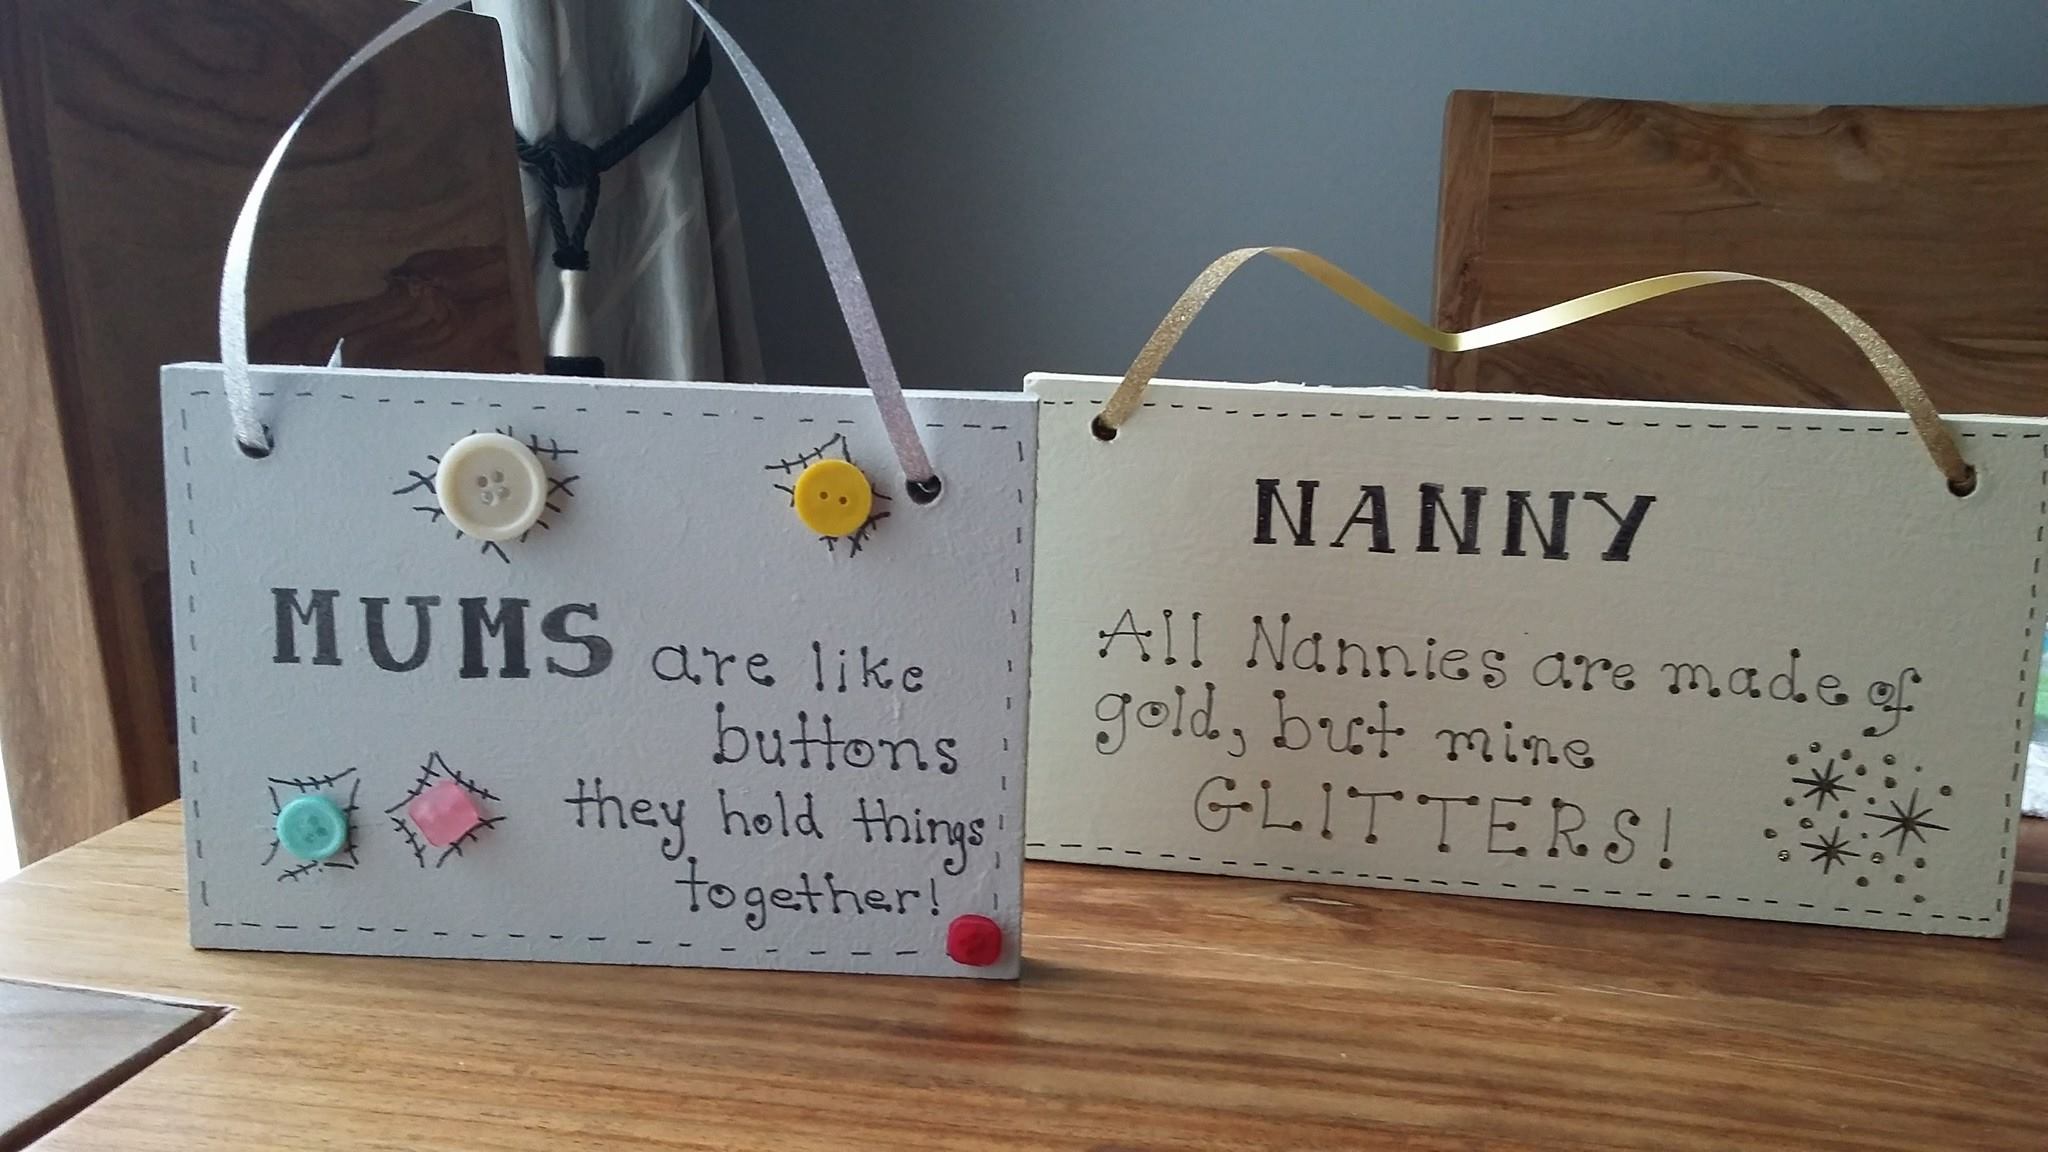 MUMS are like
buttons
they hold things
together!
NANNY
All Nannies are made of
gold, but mine
GLITTERS!